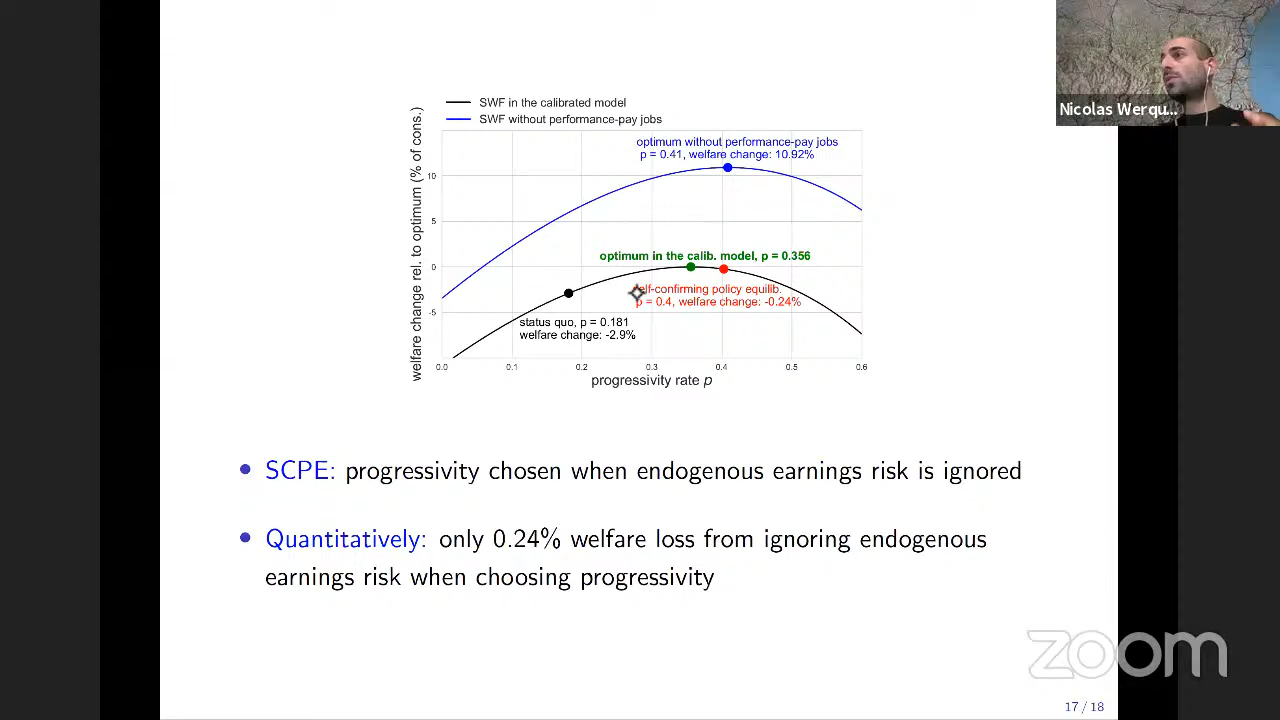 SWF in the calibrated model
SWF without performance-pay jobs
welfare change rel. to optimum (% of cons.)
optimum without performance-pay jobs
p = 0.41, welfare change: 10.92%
optimum in the calib. model, p = 0.356
elf-confirming policy equilib.
p = 0.4, welfare change: -0.24%
status quo, p = 0.181
welfare change: -2.9%
10
5
0
-5
0.0 0.1 0.2 0.3 0.4 0.5 0.6
progressivity rate p
Nicolas Werqu...
• SCPE: progressivity chosen when endogenous earnings risk is ignored
• Quantitatively: only 0.24% welfare loss from ignoring endogenous
earnings risk when choosing progressivity
zoom
17 / 18